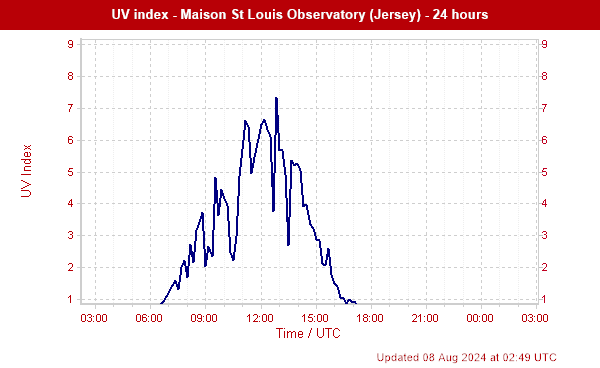 UV index - Maison St Louis Observatory (Jersey) - 24 hours
9 9
8 8
7 7
6 6
5 5
4 4
3 3
2 2
1 1
UV Index
03:00 06:00 09:00 12:00 15:00 18:00 21:00 00:00 03:00
Time / UTC
Updated 08 Aug 2024 at 02:49 UTC